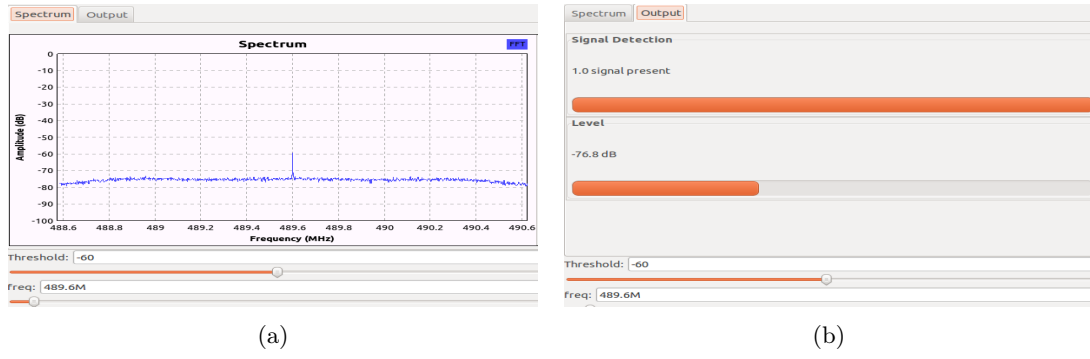 Spectrum Output
Spectrum
FFT
0
-10
-20
-30
-40
-50
-60
-70
-80
-90
-100
Amplitude (dB)
488.6 488.8 489 489.2 489.4 489.6 489.8 490 490.2 490.4 490.6
Frequency (MHz)
Threshold: -60
freq: 489.6M
(a)
Spectrum Output
Signal Detection
1.0 signal present
Level
-76.8 dB
Threshold: -60
freq: 489.6M
(b)